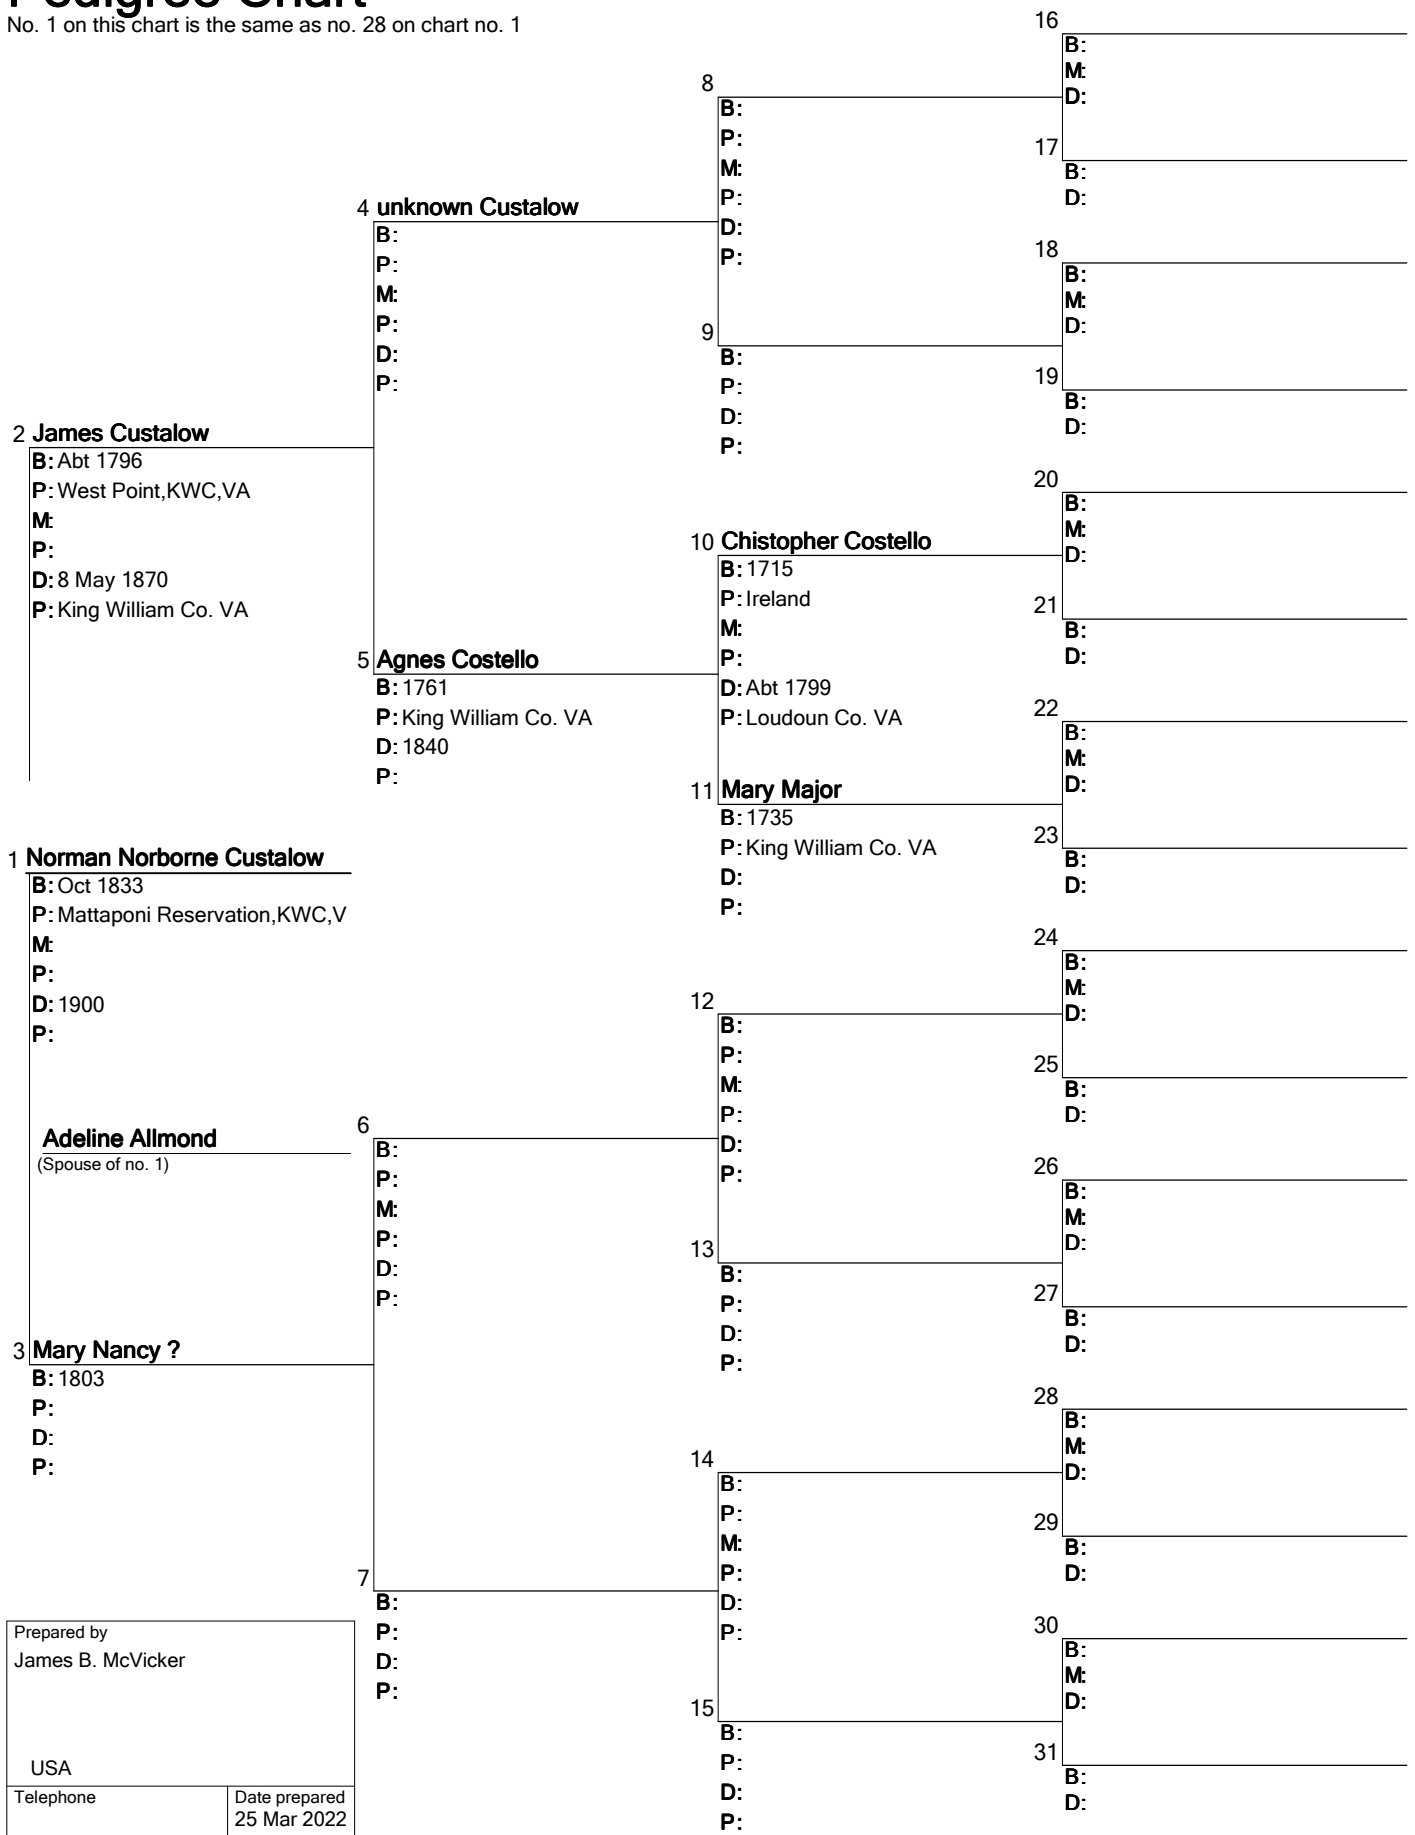 Pedigree Chart
No. 1 on this chart is the same as no. 28 on chart no. 1
2 James Custalow
B: Abt 1796
P: West Point,KWC,VA
M:
P:
D: 8 May 1870
P: King William Co. VA
1 Norman Norborne Custalow
B: Oct 1833
P: Mattaponi Reservation,KWC,V
M:
P:
D: 1900
P:
Adeline Allmond
(Spouse of no. 1)
3 Mary Nancy ?
B: 1803
P:
D:
P:
Prepared by
James B. McVicker
USA
Telephone
Date prepared
25 Mar 2022
4 unknown Custalow
B:
P:
M:
P:
D:
P:
5 Agnes Costello
B: 1761
P: King William Co. VA
D: 1840
P:
6
B:
P:
M:
P:
D:
P:
7
B:
P:
D:
P:
8
B:
P:
M:
P:
D:
P:
9
B:
P:
D:
P:
10 Chistopher Costello
B: 1715
P: Ireland
M:
P:
D: Abt 1799
P: Loudoun Co. VA
11 Mary Major
B: 1735
P: King William Co. VA
D:
P:
12
B:
P:
M:
P:
D:
P:
13
B:
P:
D:
P:
14
B:
P:
M:
P:
D:
P:
15
B:
P:
D:
P:
16
B:
M:
D:
17
B:
D:
18
B:
M:
D:
19
B:
D:
20
B:
M:
D:
21
B:
D:
22
B:
M:
D:
23
B:
D:
24
B:
M:
D:
25
B:
D:
26
B:
M:
D:
27
B:
D:
28
B:
M:
D:
29
B:
D:
30
B:
M:
D:
31
B:
D: